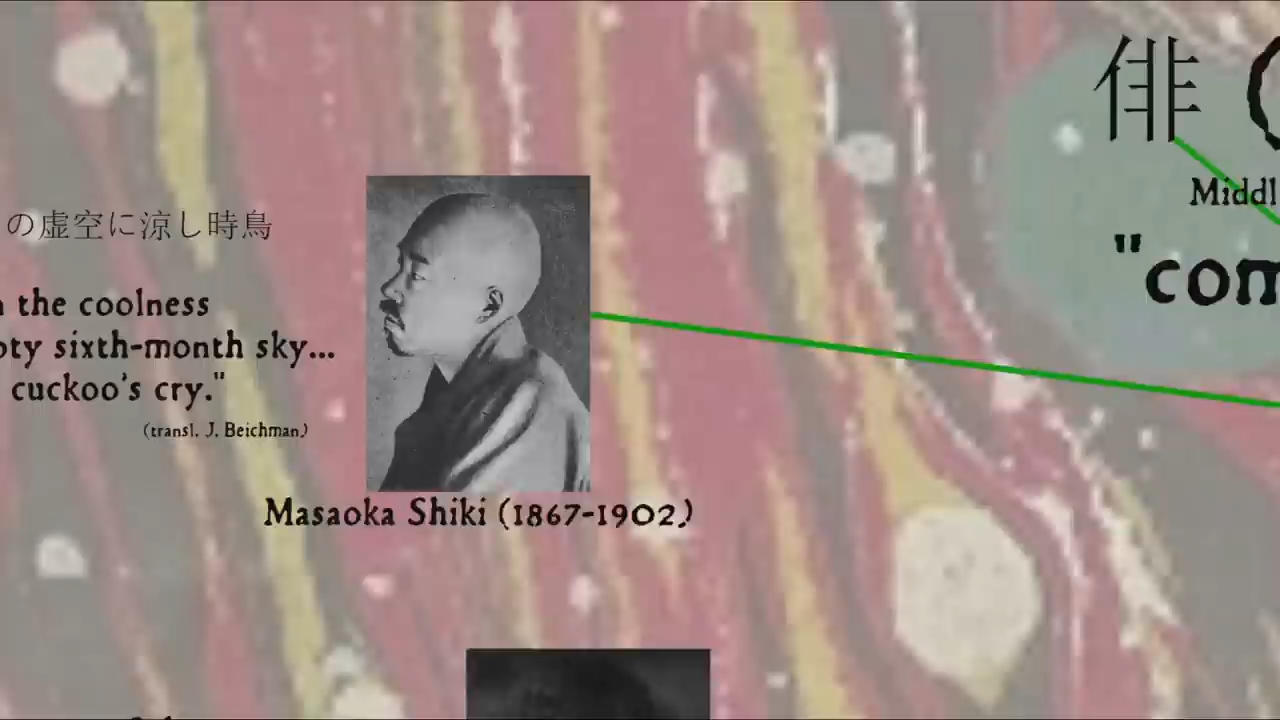 の虚空に涼し時鳥
the coolness
sixth-month sky...
cuckoo's cry."
(transl. J. Beichman)
Masaoka Shiki (1867-1902)
俳 (
Middl
"com